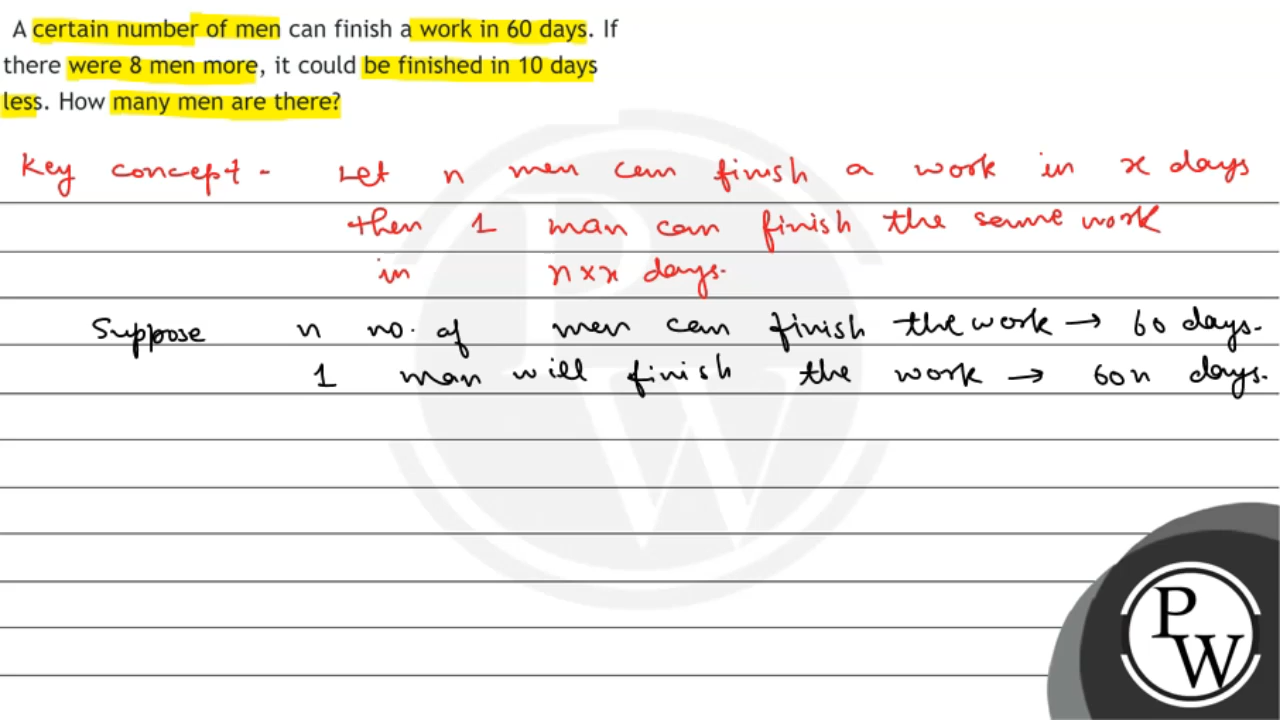 A certain number of men can finish a work in 60 days. If
there were 8 men more, it could be finished in 10 days
less. How many men are there?
Key concept - Let n men can finish a work in x days
then 1 man can finish the same work
in n×x days.
Suppose n no. of men can finish the work → 60 days.
1 man will finish the work → 60n days.
P
W
P
W